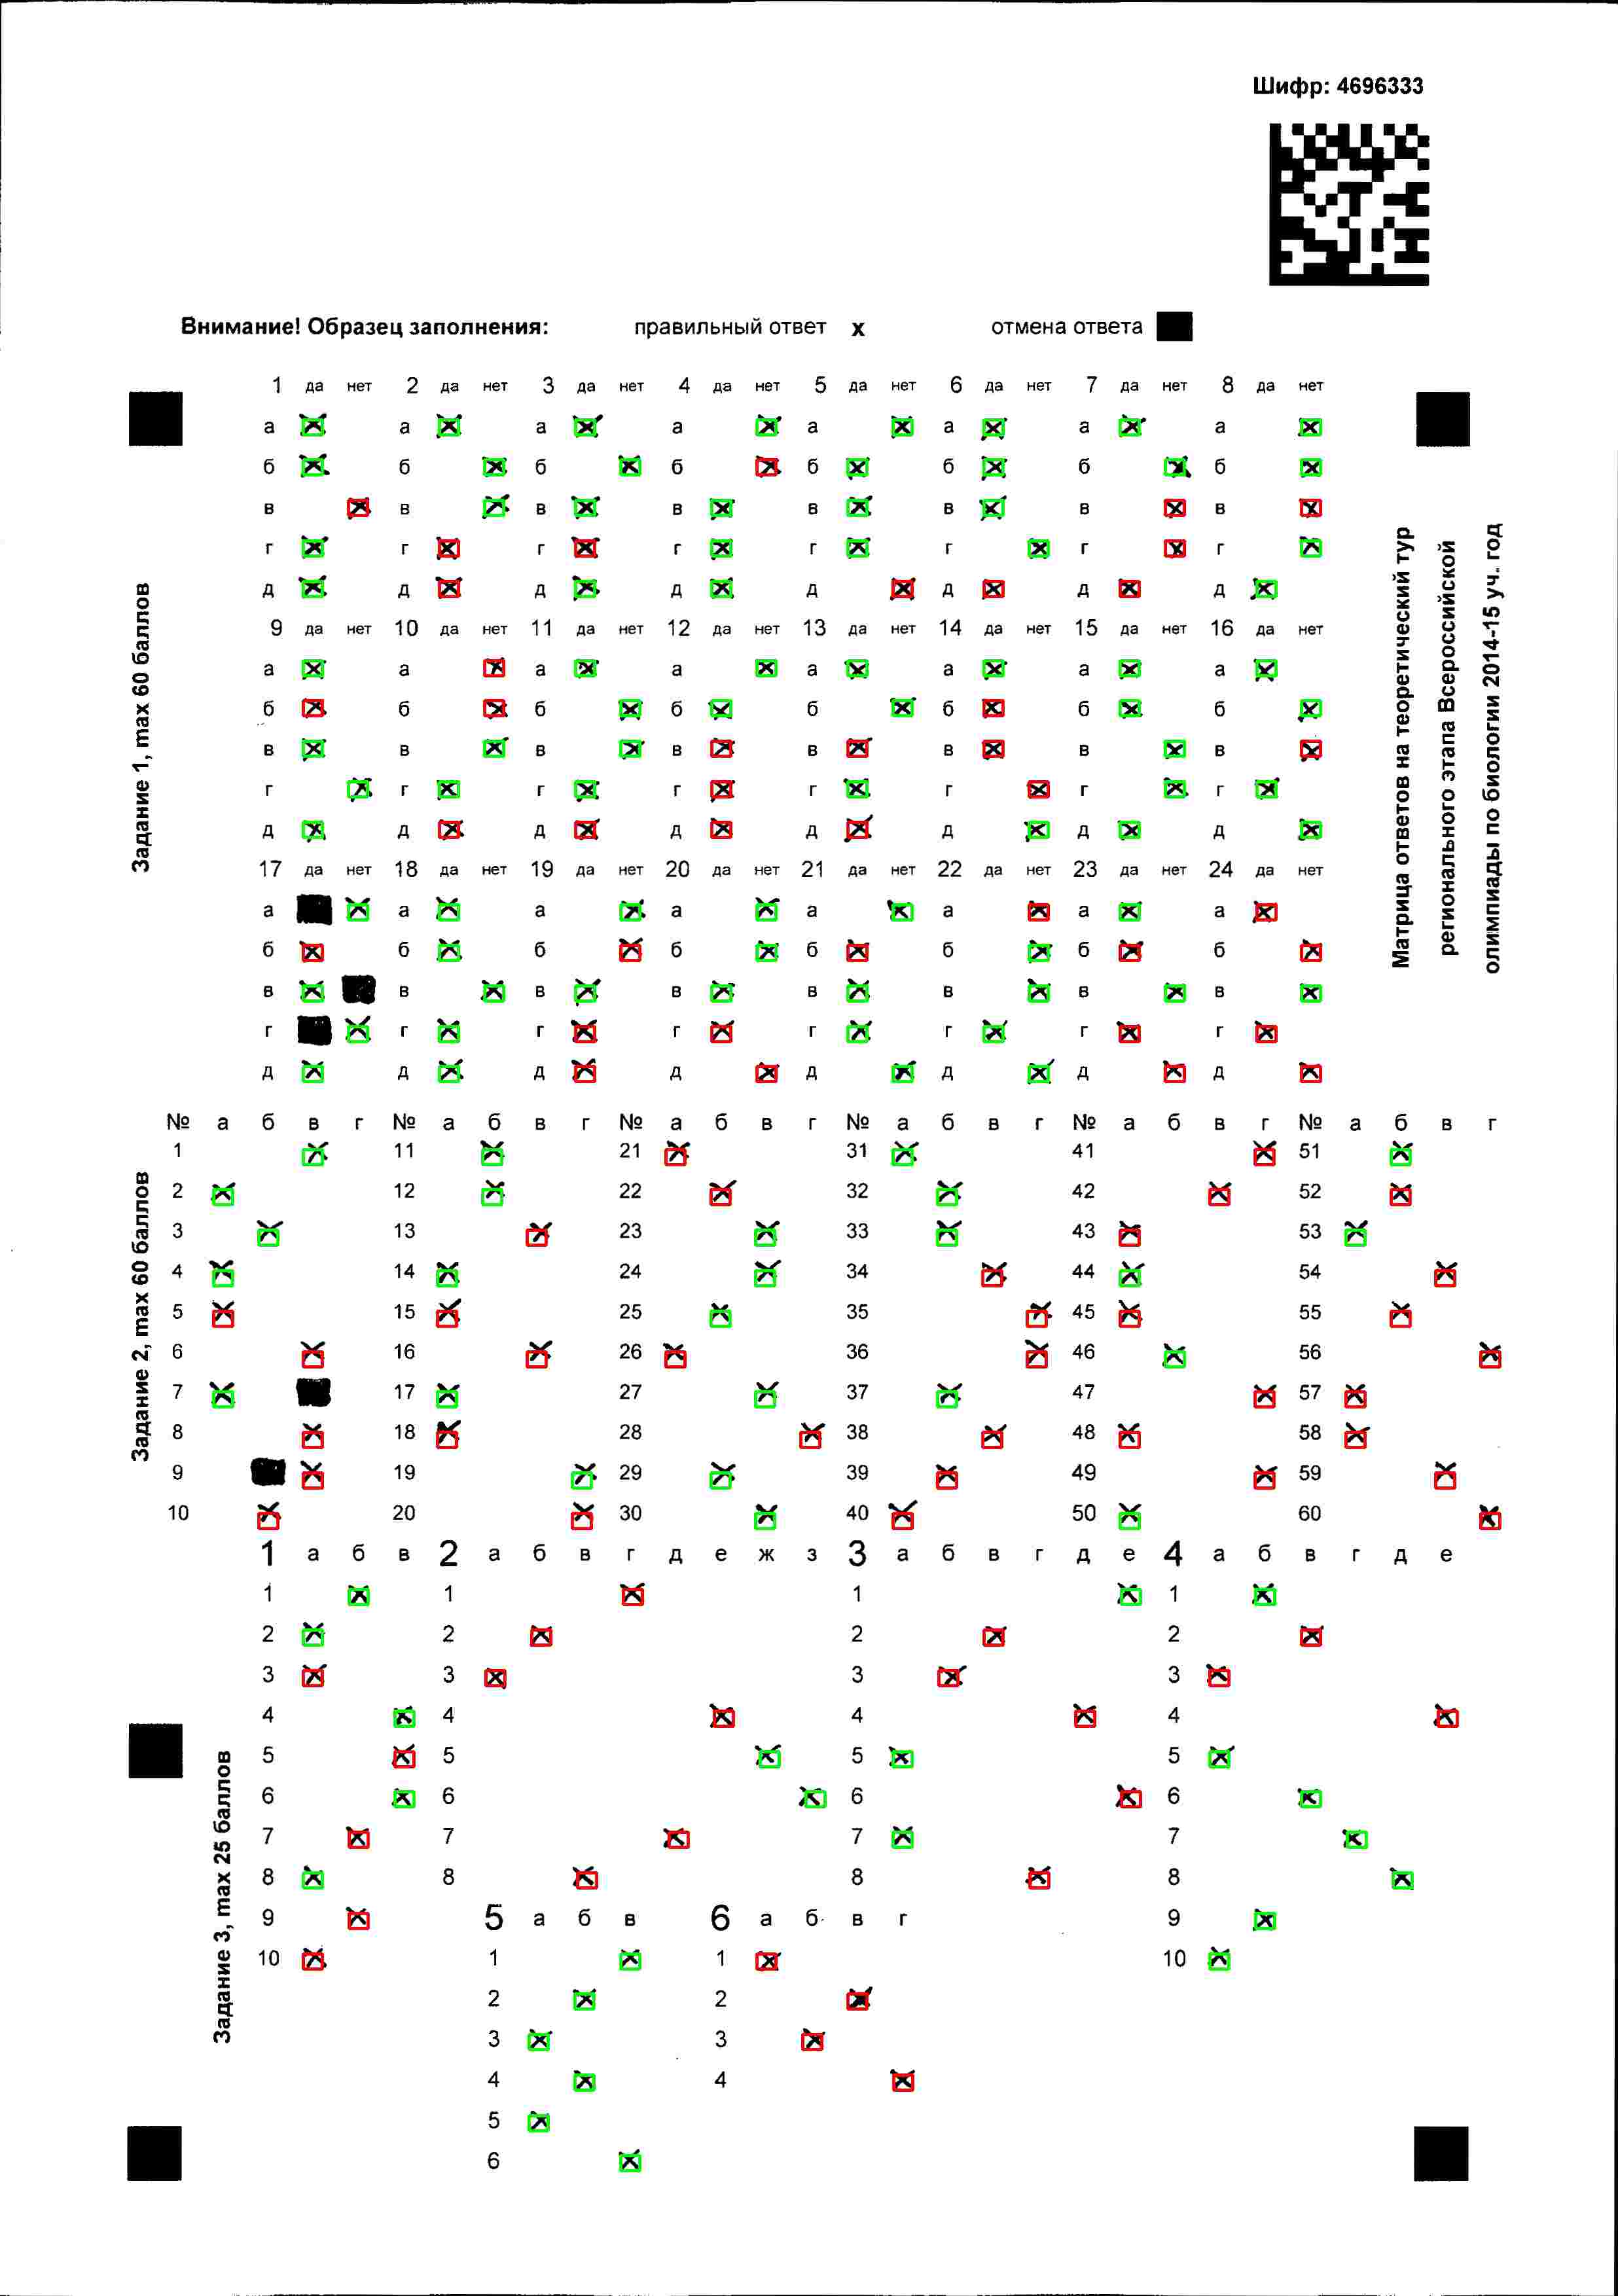 Шифр: 4696333
Внимание! Образец заполнения: правильный ответ х отмена ответа
1 да нет 2 да нет 3 да нет 4 да нет 5 да нет 6 да нет 7 да нет 8 да нет
а а а а а а а а
б б б б б б б б
в в в в в в в в
г г г г г г г г
д д д д д д д д
9 да нет 10 да нет 11 да нет 12 да нет 13 да нет 14 да нет 15 да нет 16 да нет
а а а а а а а а
б б б б б б б б
в в в в в в в в
г г г г г г г г
д д д д д д д д
17 да нет 18 да нет 19 да нет 20 да нет 21 да нет 22 да нет 23 да нет 24 да нет
а а а а а а а а
б б б б б б б б
в в в в в в в в
г г г г г г г г
д д д д д д д д
Задание 1, max 60 баллов
Матрица ответов на теоретический тур
регионального этапа Всероссийской
олимпиады по биологии 2014-15 уч. год
№ а б в г № а б в г № а б в г № а б в г № а б в г № а б в г
1 11 21 31 41 51
2 12 22 32 42 52
3 13 23 33 43 53
4 14 24 34 44 54
5 15 25 35 45 55
6 16 26 36 46 56
7 17 27 37 47 57
8 18 28 38 48 58
9 19 29 39 49 59
10 20 30 40 50 60
Задание 2, max 60 баллов
1 а б в 2 а б в г д е ж з 3 а б в г д е 4 а б в г д е
1 1 1 1
2 2 2 2
3 3 3 3
4 4 4 4
5 5 5 5
6 6 6 6
7 7 7 7
8 8 8 8
9 5 а б в 6 а б в г 9
10 1 1 10
2 2
3 3
4 4
5
6
Задание 3, max 25 баллов